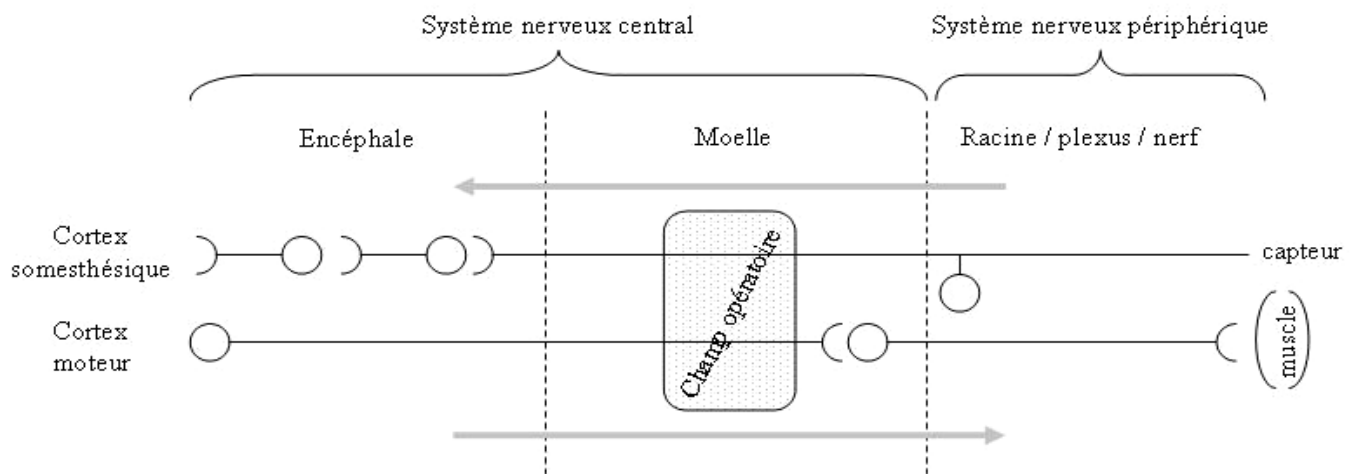 Système nerveux central
Système nerveux périphérique
Encéphale
Moelle
Racine / plexus / nerf
Cortex
somesthésique
capteur
Champ opératoire
Cortex
moteur
muscle